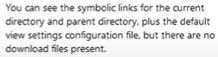 You can see the symbolic links for the current
directory and parent directory, plus the default
view settings configuration file, but there are no
download files present.